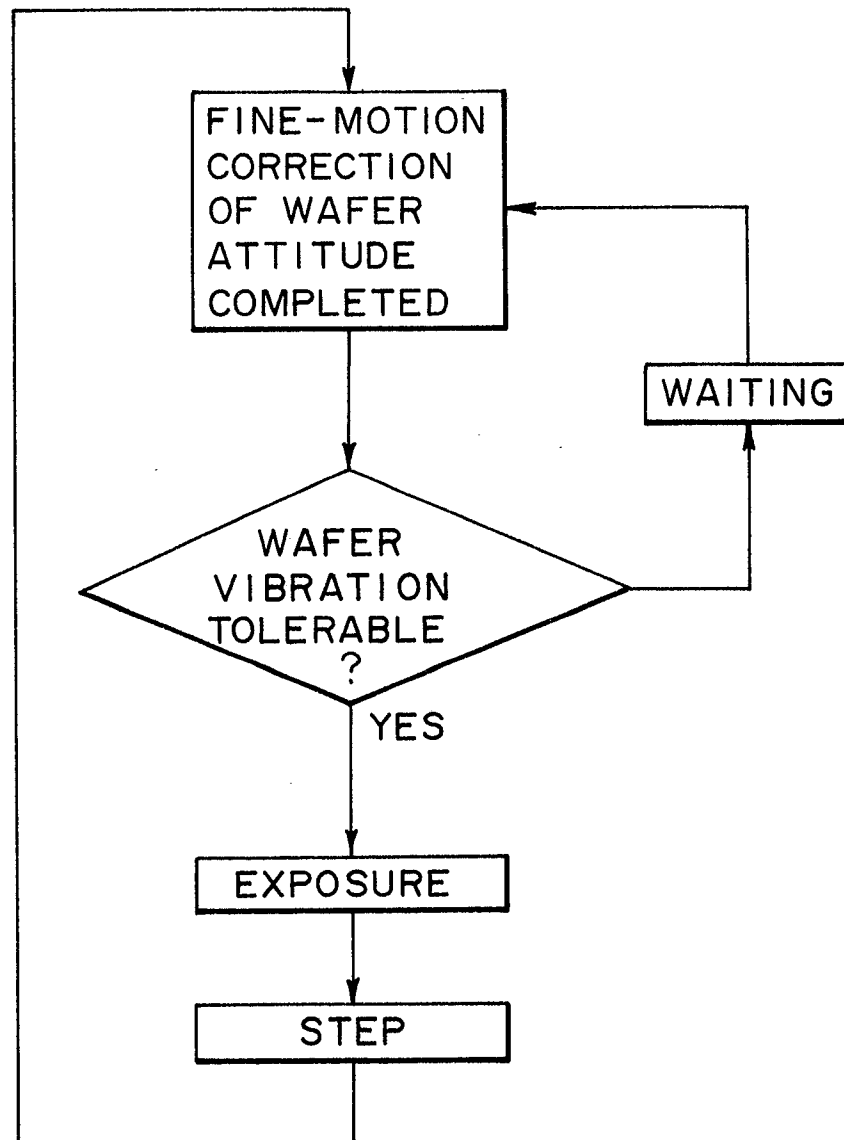 FINE-MOTION
CORRECTION
OF WAFER
ATTITUDE
COMPLETED
WAITING
WAFER
VIBRATION
TOLERABLE
?
YES
EXPOSURE
STEP